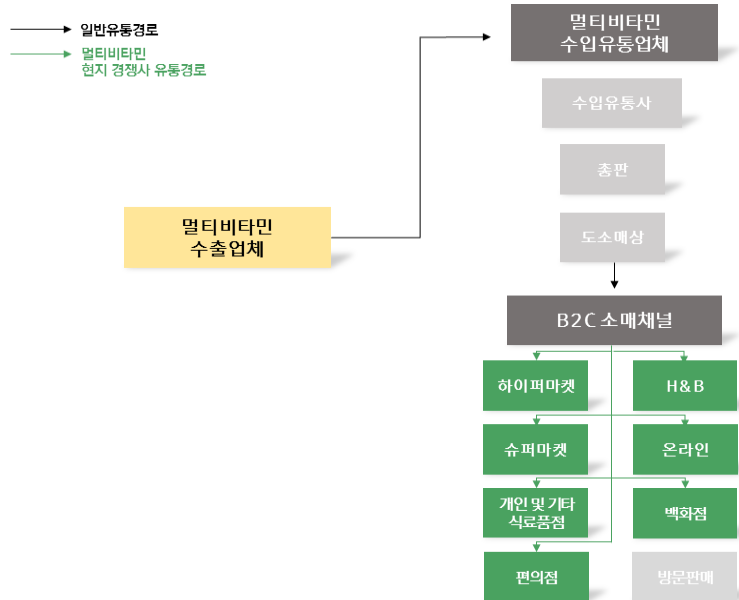 일반유통경로
멀티비타민
현지 경쟁사 유통경로
멀티비타민
수입유통업체
수입유통사
총판
도소매상
멀티비타민
수출업체
B2C 소매채널
하이퍼마켓
H&B
슈퍼마켓
온라인
개인 및 기타
식료품점
백화점
편의점
방문판매